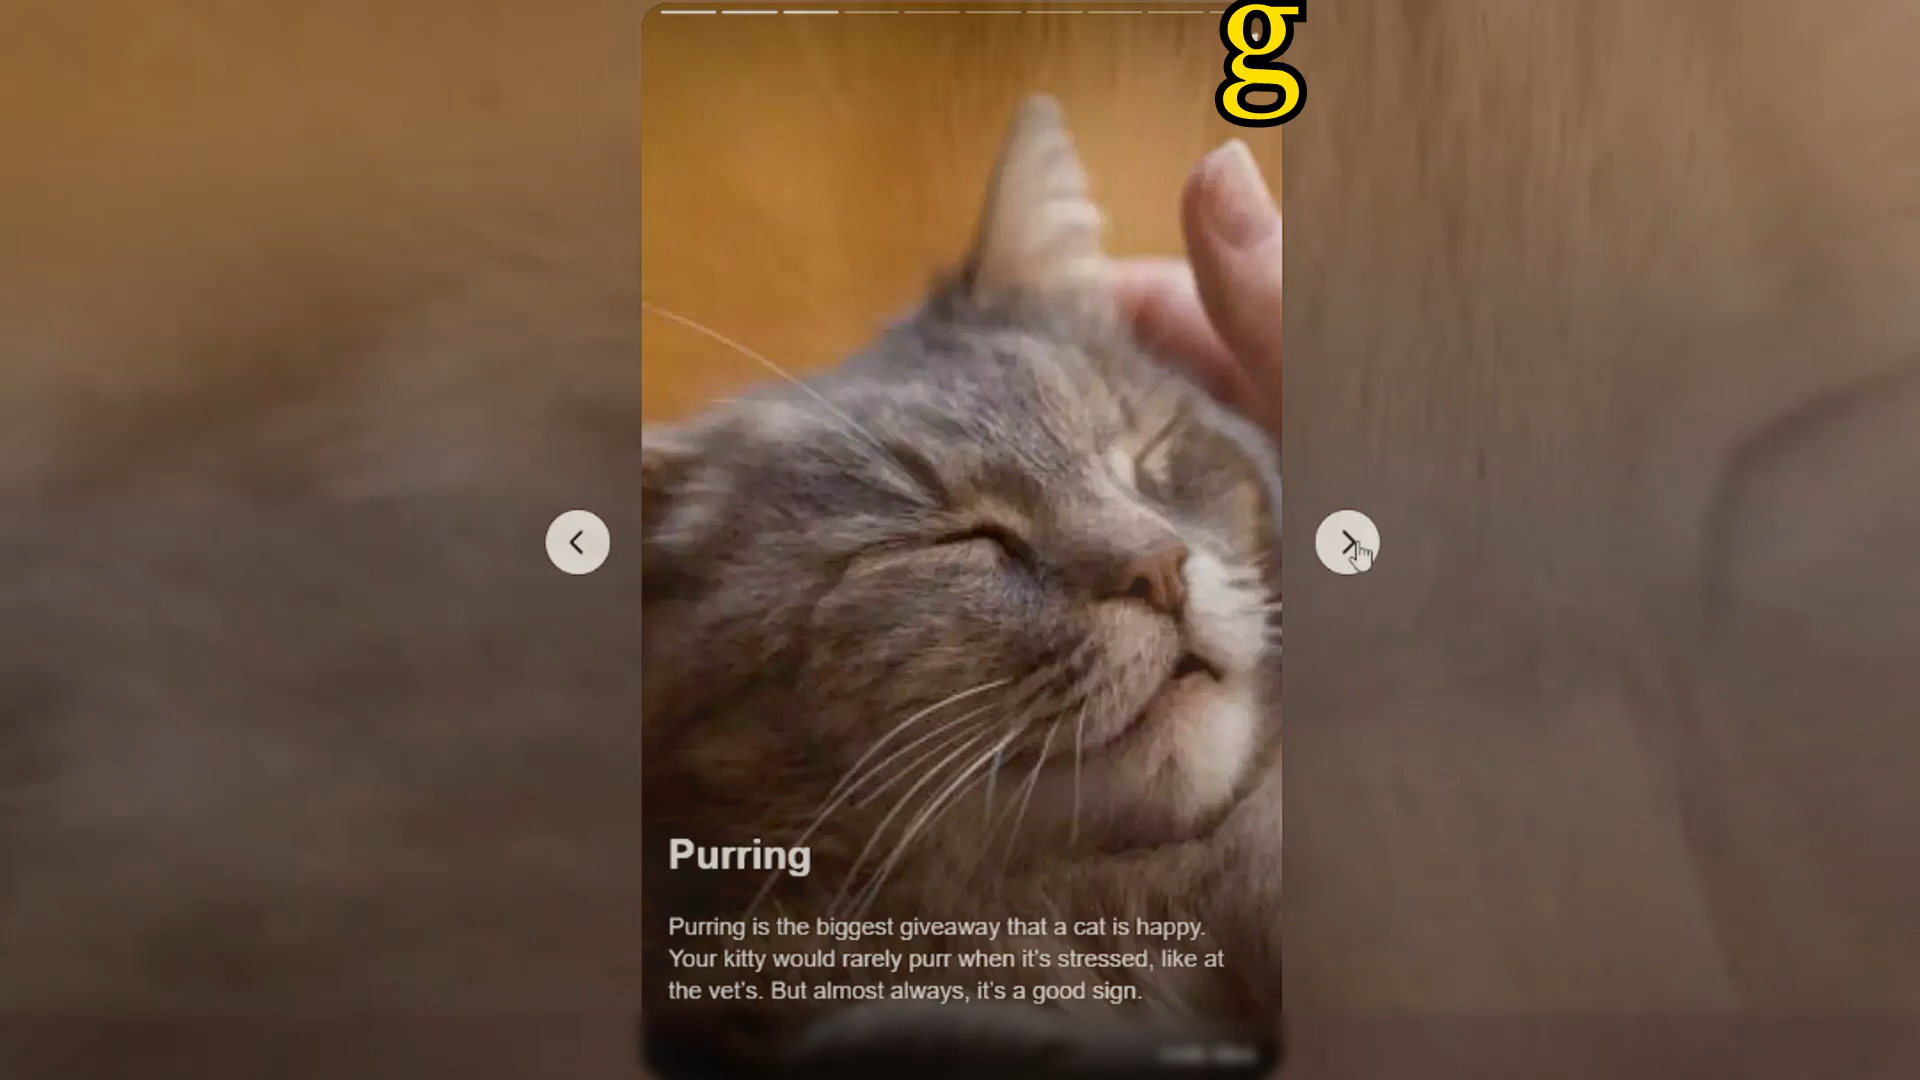 g
Purring
Purring is the biggest giveaway that a cat is happy.
Your kitty would rarely purr when it's stressed, like at
the vet's. But almost always, it's a good sign.